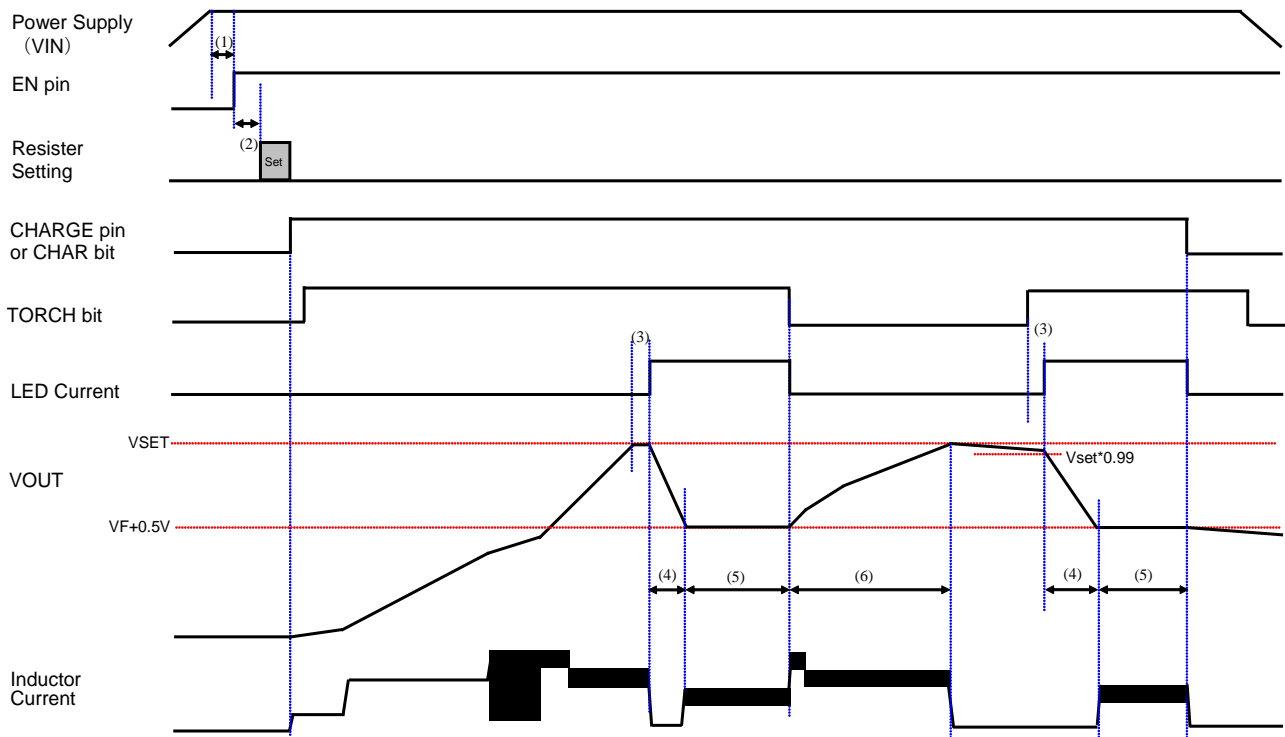 Power Supply
（VIN）
(1)
EN pin
(2)
Resister
Setting
Set
CHARGE pin
or CHAR bit
TORCH bit
(3)
(3)
LED Current
VSET
Vset*0.99
VOUT
VF+0.5V
(4)
(5)
(6)
(4)
(5)
Inductor
Current